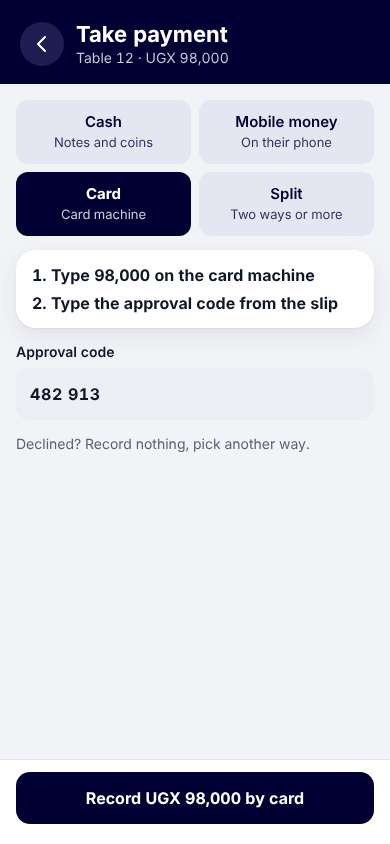 Take payment
Table 12 · UGX 98,000
Cash
Notes and coins
Mobile money
On their phone
Card
Card machine
Split
Two ways or more
1. Type 98,000 on the card machine
2. Type the approval code from the slip
Approval code
482 913
Declined? Record nothing, pick another way.
Record UGX 98,000 by card